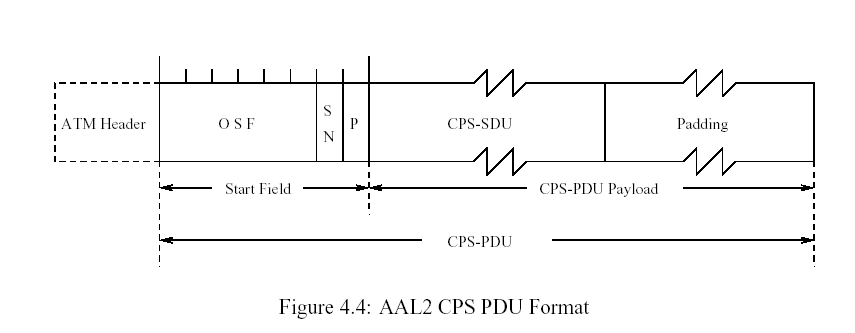 ATM Header
O S F
S
N
P
CPS-SDU
Padding
Start Field
CPS-PDU Payload
CPS-PDU
Figure 4.4: AAL2 CPS PDU Format